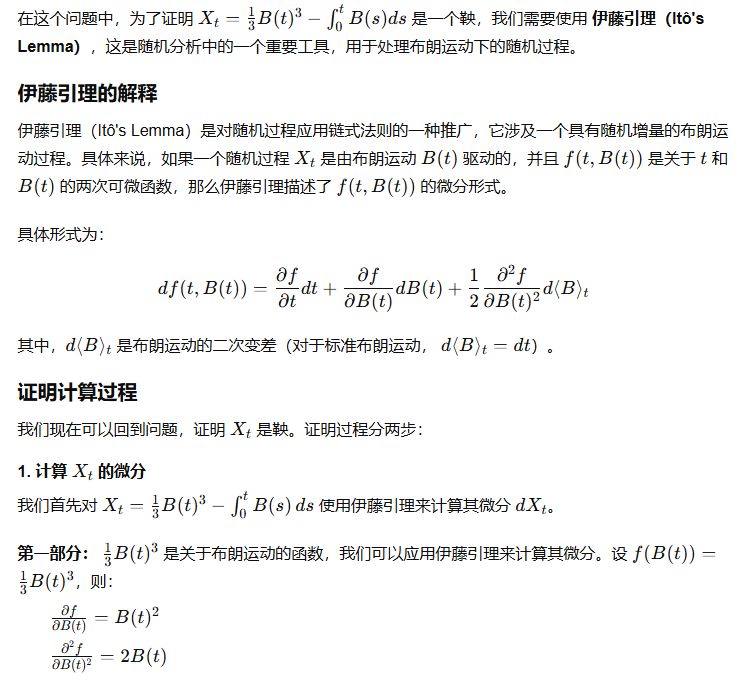 在这个问题中，为了证明 $X_t = \frac{1}{3}B(t)^3 - \int_0^t B(s)ds$ 是一个鞅，我们需要使用 伊藤引理（Itô's
Lemma），这是随机分析中的一个重要工具，用于处理布朗运动下的随机过程。
伊藤引理的解释
伊藤引理（Itô's Lemma）是对随机过程应用链式法则的一种推广，它涉及一个具有随机增量的布朗运
动过程。具体来说，如果一个随机过程 $X_t$ 是由布朗运动 $B(t)$ 驱动的，并且 $f(t, B(t))$ 是关于 $t$ 和
$B(t)$ 的两次可微函数，那么伊藤引理描述了 $f(t, B(t))$ 的微分形式。
具体形式为：
$df(t, B(t)) = \frac{\partial f}{\partial t}dt + \frac{\partial f}{\partial B(t)}dB(t) + \frac{1}{2}\frac{\partial^2 f}{\partial B(t)^2}d\langle B\rangle_t$
其中，$d\langle B\rangle_t$ 是布朗运动的二次变差（对于标准布朗运动， $d\langle B\rangle_t = dt$）。
证明计算过程
我们现在可以回到问题，证明 $X_t$ 是鞅。证明过程分两步：
1. 计算 $X_t$ 的微分
我们首先对 $X_t = \frac{1}{3}B(t)^3 - \int_0^t B(s)\,ds$ 使用伊藤引理来计算其微分 $dX_t$。
第一部分： $\frac{1}{3}B(t)^3$ 是关于布朗运动的函数，我们可以应用伊藤引理来计算其微分。设 $f(B(t)) =$
$\frac{1}{3}B(t)^3$，则：
$\frac{\partial f}{\partial B(t)} = B(t)^2$
$\frac{\partial^2 f}{\partial B(t)^2} = 2B(t)$